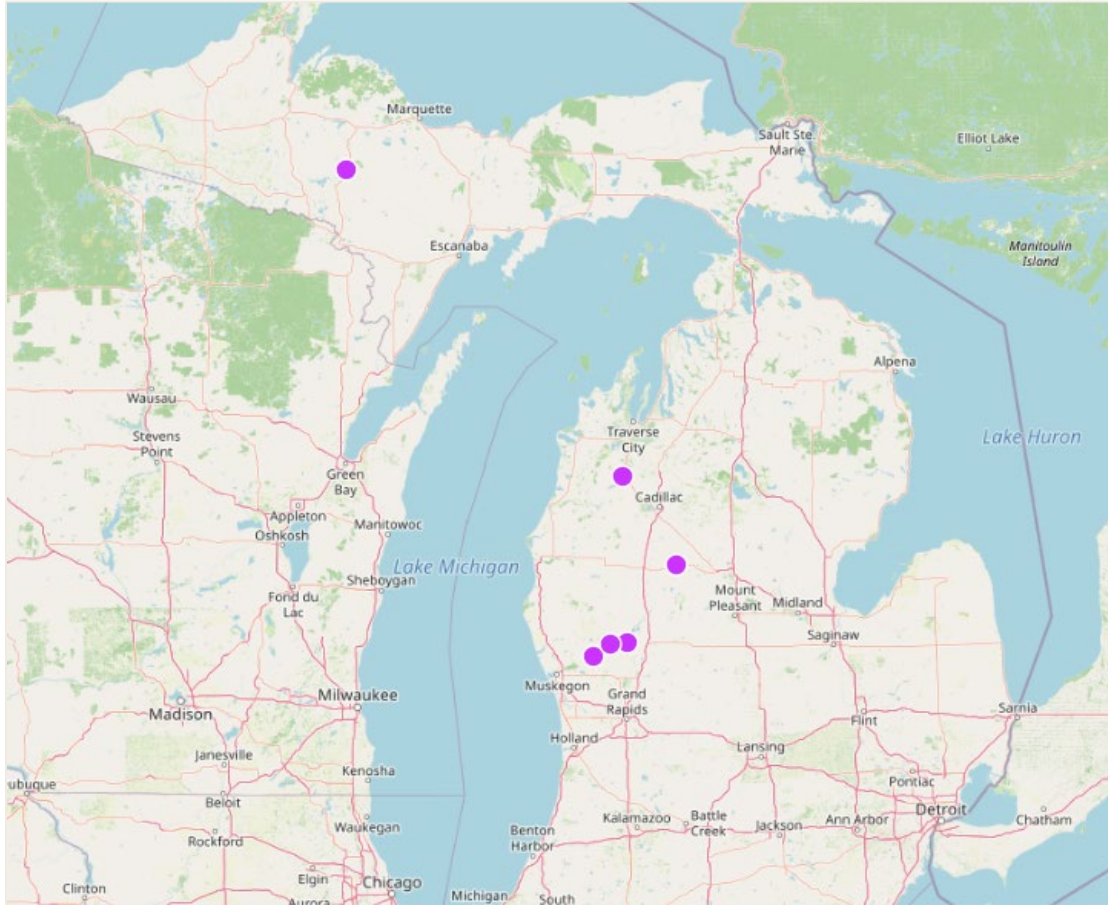 Marquette
Sault Ste.
Marie
Elliot Lake
Escanaba
Manitoulin
Island
Alpena
Wausau
Traverse
City
Stevens
Point
Lake Huron
Green
Bay
Cadillac
Appleton
Manitowoc
Oshkosh
Lake Michigan
Sheboygan
Mount
Pleasant
Midland
Fond du
Lac
Saginaw
Muskegon
Milwaukee
Grand
Rapids
Madison
Sarnia
Flint
Holland
Lansing
Janesville
Kenosha
Pontiac
ubuque
Beloit
Detroit
Waukegan
Kalamazoo
Battle
Creek
Jackson
Ann Arbor
Chatham
Benton
Harbor
Rockford
Elgin
Chicago
Clinton
Michigan
South
Aurora